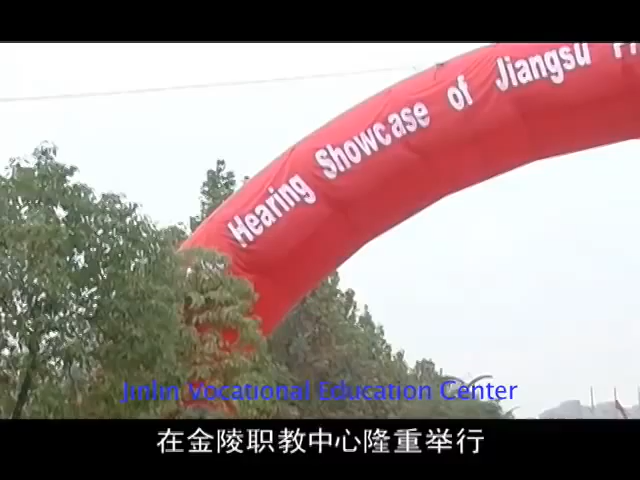 Hearing Showcase of Jiangsu
Jinlin Vocational Education Center
在金陵职教中心隆重举行